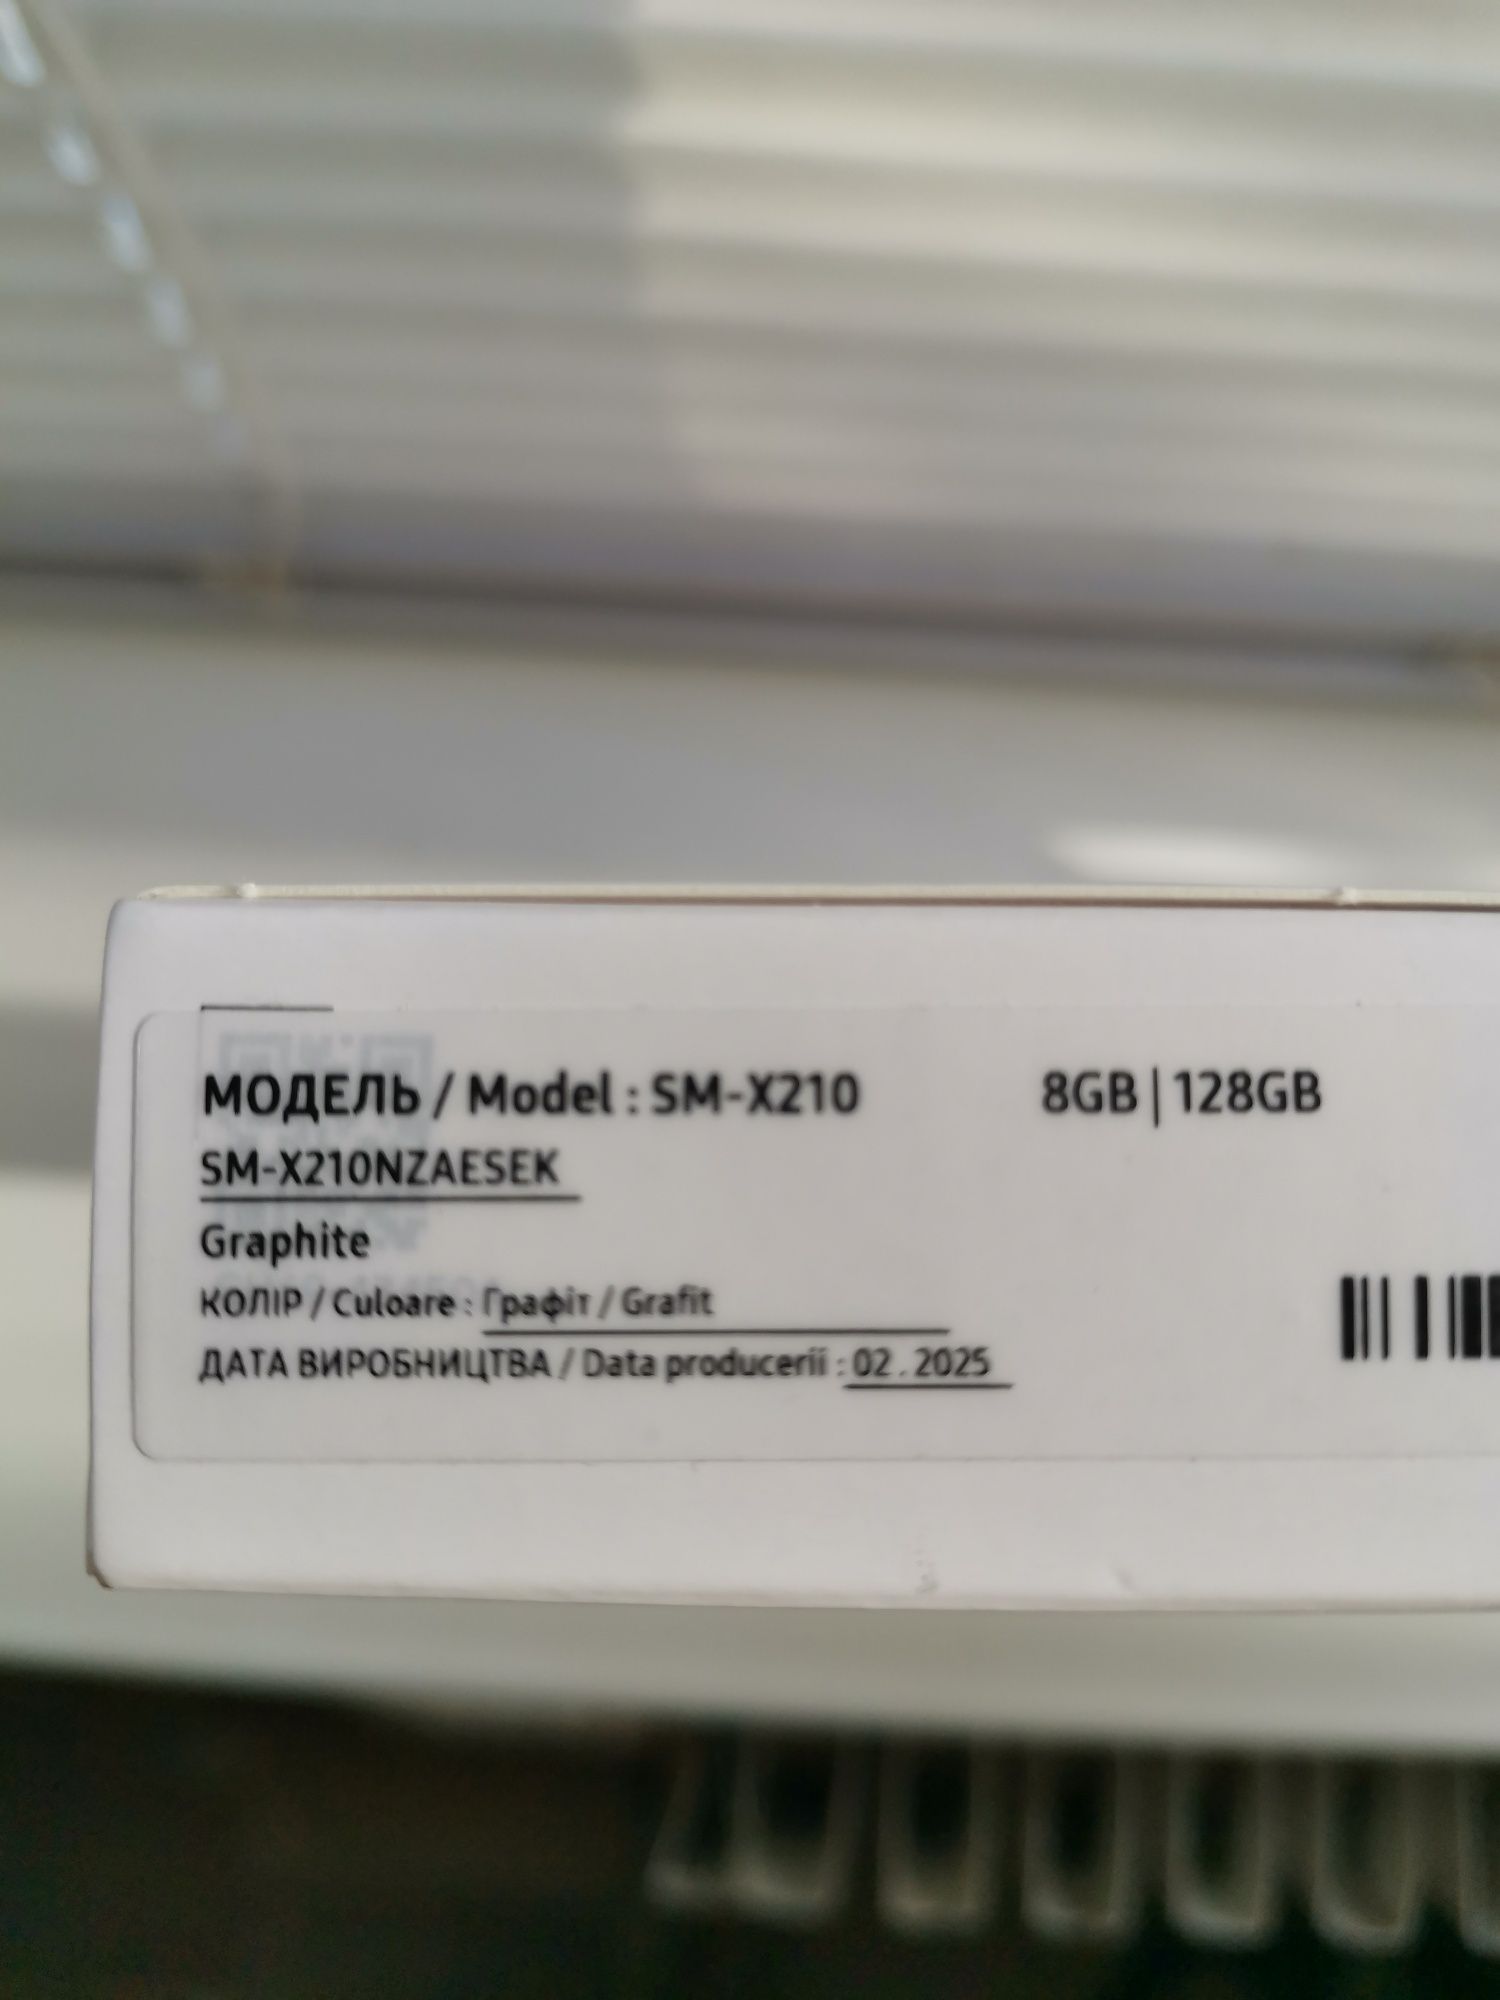 МОДЕЛЬ / Model : SM-X210 8GB | 128GB
SM-X210NZAESEK
Graphite
КОЛІР / Culoare : Графіт / Grafit
ДАТА ВИРОБНИЦТВА / Data producerii : 02 . 2025